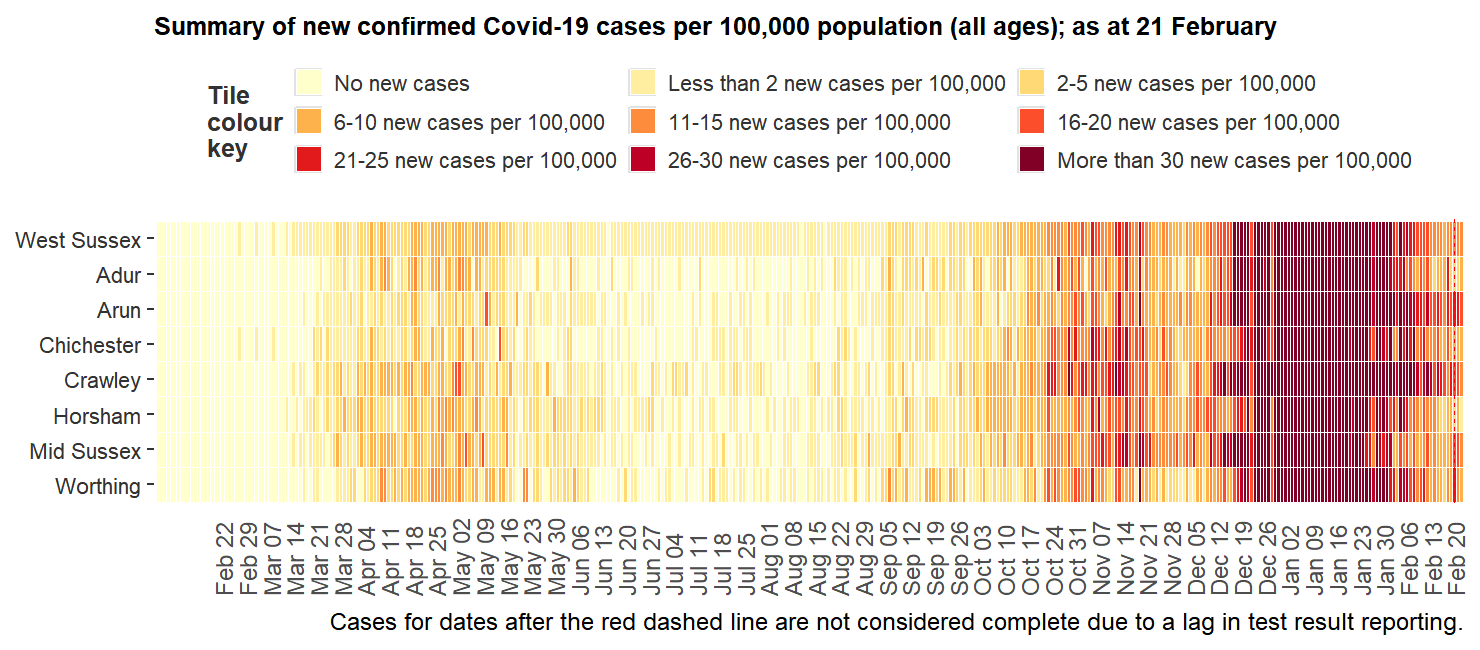 Summary of new confirmed Covid-19 cases per 100,000 population (all ages); as at 21 February
Tile colour key
No new cases
Less than 2 new cases per 100,000
2-5 new cases per 100,000
6-10 new cases per 100,000
11-15 new cases per 100,000
16-20 new cases per 100,000
21-25 new cases per 100,000
26-30 new cases per 100,000
More than 30 new cases per 100,000
West Sussex
Adur
Arun
Chichester
Crawley
Horsham
Mid Sussex
Worthing
Feb 22
Feb 29
Mar 07
Mar 14
Mar 21
Mar 28
Apr 04
Apr 11
Apr 18
Apr 25
May 02
May 09
May 16
May 23
May 30
Jun 06
Jun 13
Jun 20
Jun 27
Jul 04
Jul 11
Jul 18
Jul 25
Aug 01
Aug 08
Aug 15
Aug 22
Aug 29
Sep 05
Sep 12
Sep 19
Sep 26
Oct 03
Oct 10
Oct 17
Oct 24
Oct 31
Nov 07
Nov 14
Nov 21
Nov 28
Dec 05
Dec 12
Dec 19
Dec 26
Jan 02
Jan 09
Jan 16
Jan 23
Jan 30
Feb 06
Feb 13
Feb 20
Cases for dates after the red dashed line are not considered complete due to a lag in test result reporting.